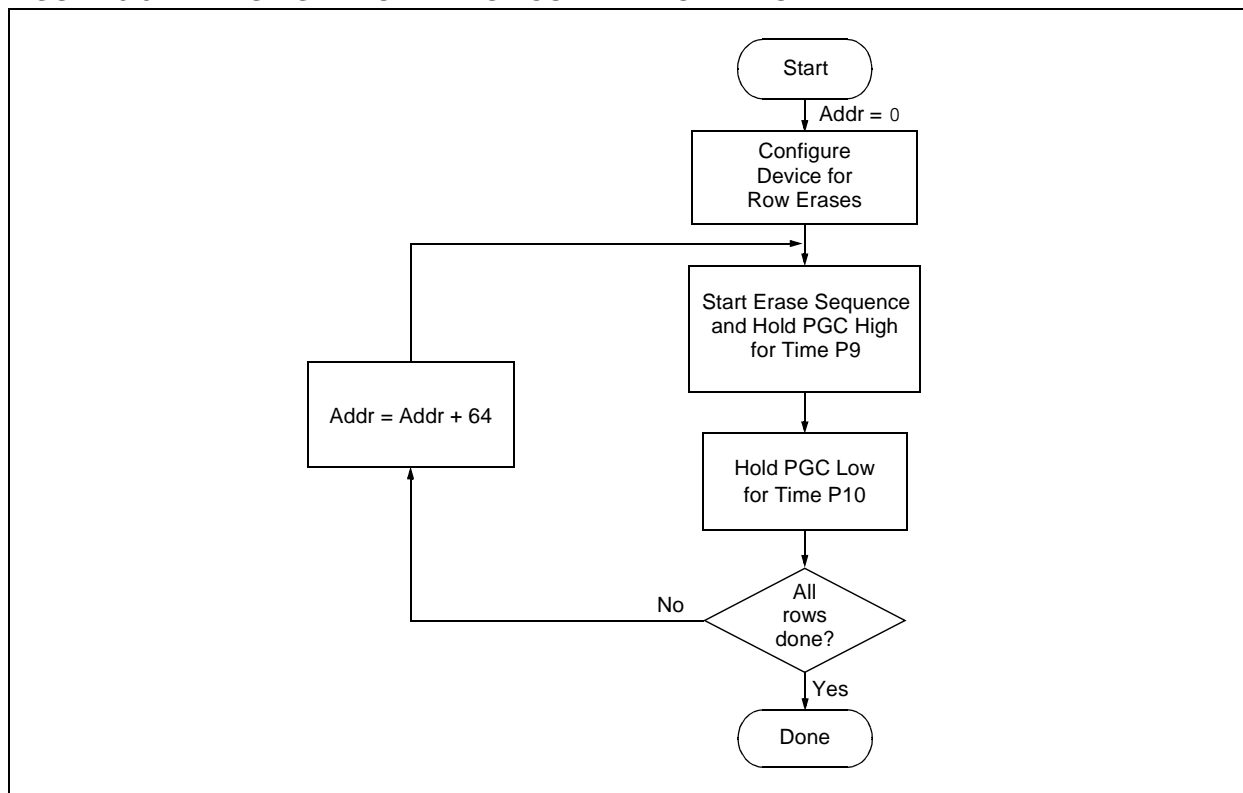 Start
Addr = 0
Configure
Device for
Row Erases
Start Erase Sequence
and Hold PGC High
for Time P9
Addr = Addr + 64
Hold PGC Low
for Time P10
All
rows
done?
No
Yes
Done